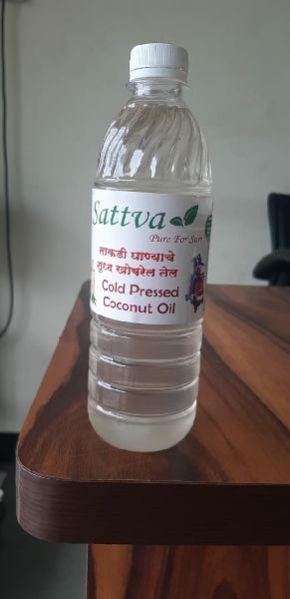 Sattva
Pure For Sure
लाकडी घाण्याचे
शुध्द खोबरेल तेल
Cold Pressed
Coconut Oil